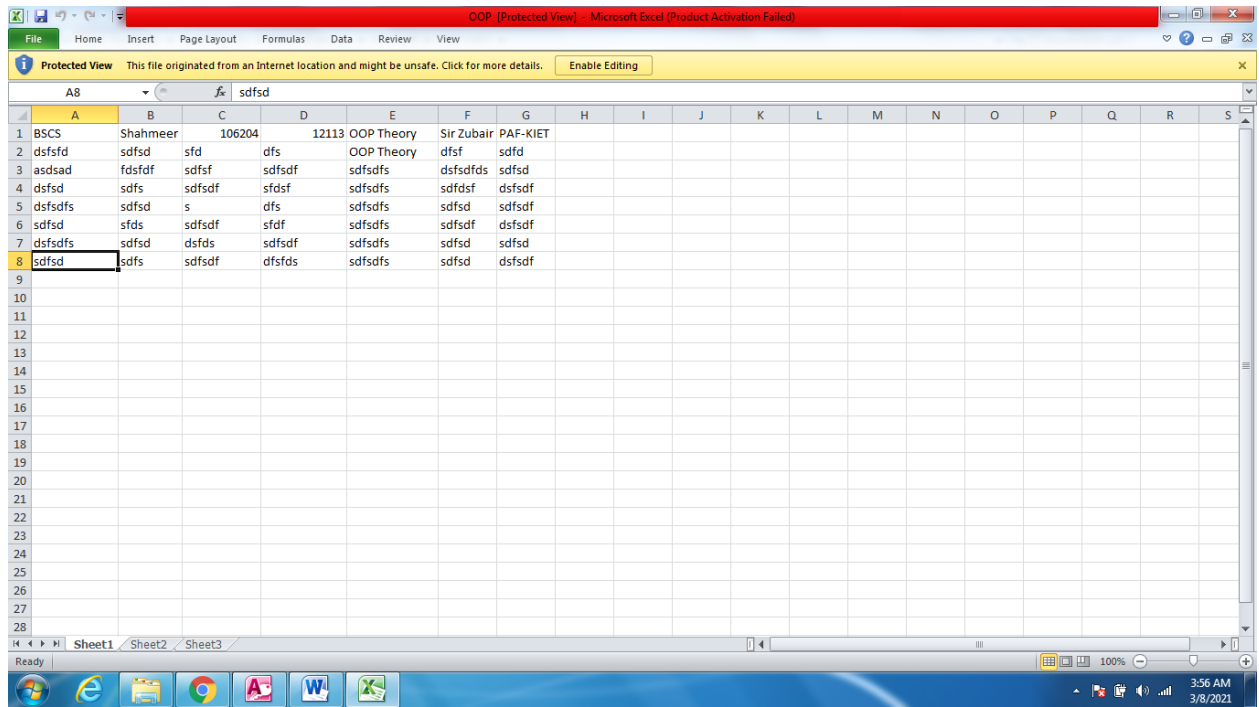 OOP [Protected View] - Microsoft Excel (Product Activation Failed)
File Home Insert Page Layout Formulas Data Review View
Protected View This file originated from an Internet location and might be unsafe. Click for more details. Enable Editing
A8 fx sdfsd
A B C D E F G H I J K L M N O P Q R S
1 BSCS Shahmeer 106204 12113 OOP Theory Sir Zubair PAF-KIET
2 dsfsfd sdfsd sfd dfs OOP Theory dfsf sdfd
3 asdsad fdsfdf sdfsf sdfsdf sdfsdfs dsfsdfds sdfsd
4 dsfsd sdfs sdfsdf sfdsf sdfsdfs sdfdsf dsfsdf
5 dsfsdfs sdfsd s dfs sdfsdfs sdfsd sdfsdf
6 sdfsd sfds sdfsdf sfdf sdfsdfs sdfsdf dsfsdf
7 dsfsdfs sdfsd dsfds sdfsdf sdfsdfs sdfsd sdfsd
8 sdfsd sdfs sdfsdf dfsfds sdfsdfs sdfsd dsfsdf
9
10
11
12
13
14
15
16
17
18
19
20
21
22
23
24
25
26
27
28
Sheet1 Sheet2 Sheet3
Ready 100%
3:56 AM
3/8/2021